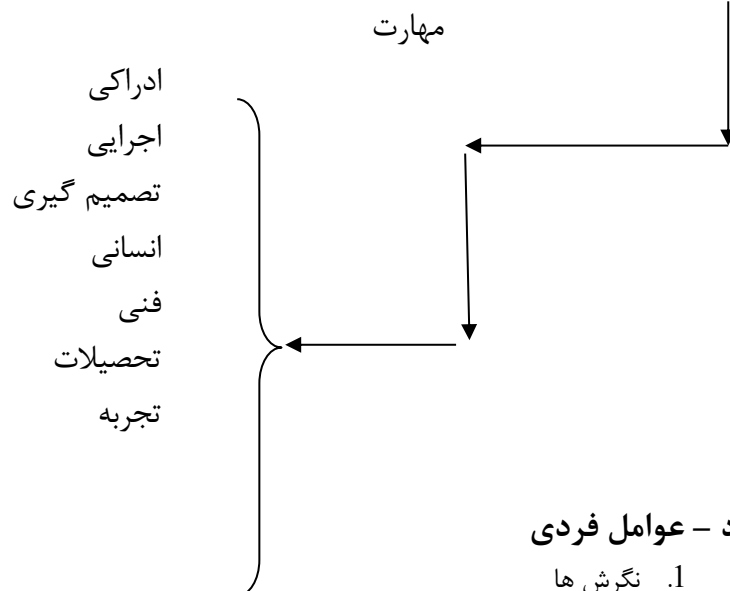 مهارت
ادراکی
اجرایی
تصمیم گیری
انسانی
فنی
تحصیلات
تجربه
د – عوامل فردی
1. نگرش ها